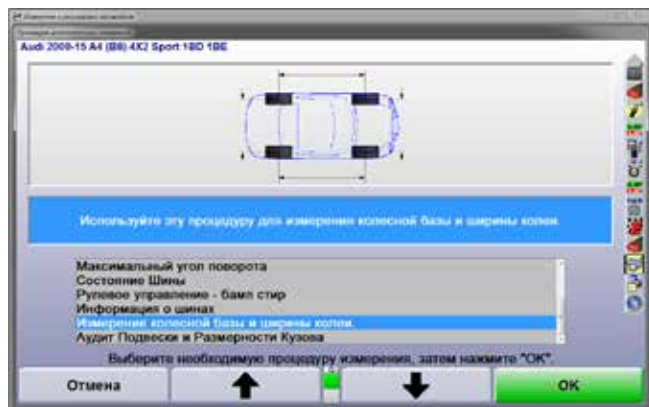 Audi 2009-15 A4 (B8) 4X2 Sport 1BD 1BE
Используйте эту процедуру для измерения колесной базы и ширины колеи.
Максимальный угол поворота
Состояние Шины
Рулевое управление - бамп стир
Информация о шинах
Измерение колесной базы и ширины колеи.
Аудит Подвески и Размерности Кузова
Выберите необходимую процедуру измерения, затем нажмите "OK".
Отмена
OK